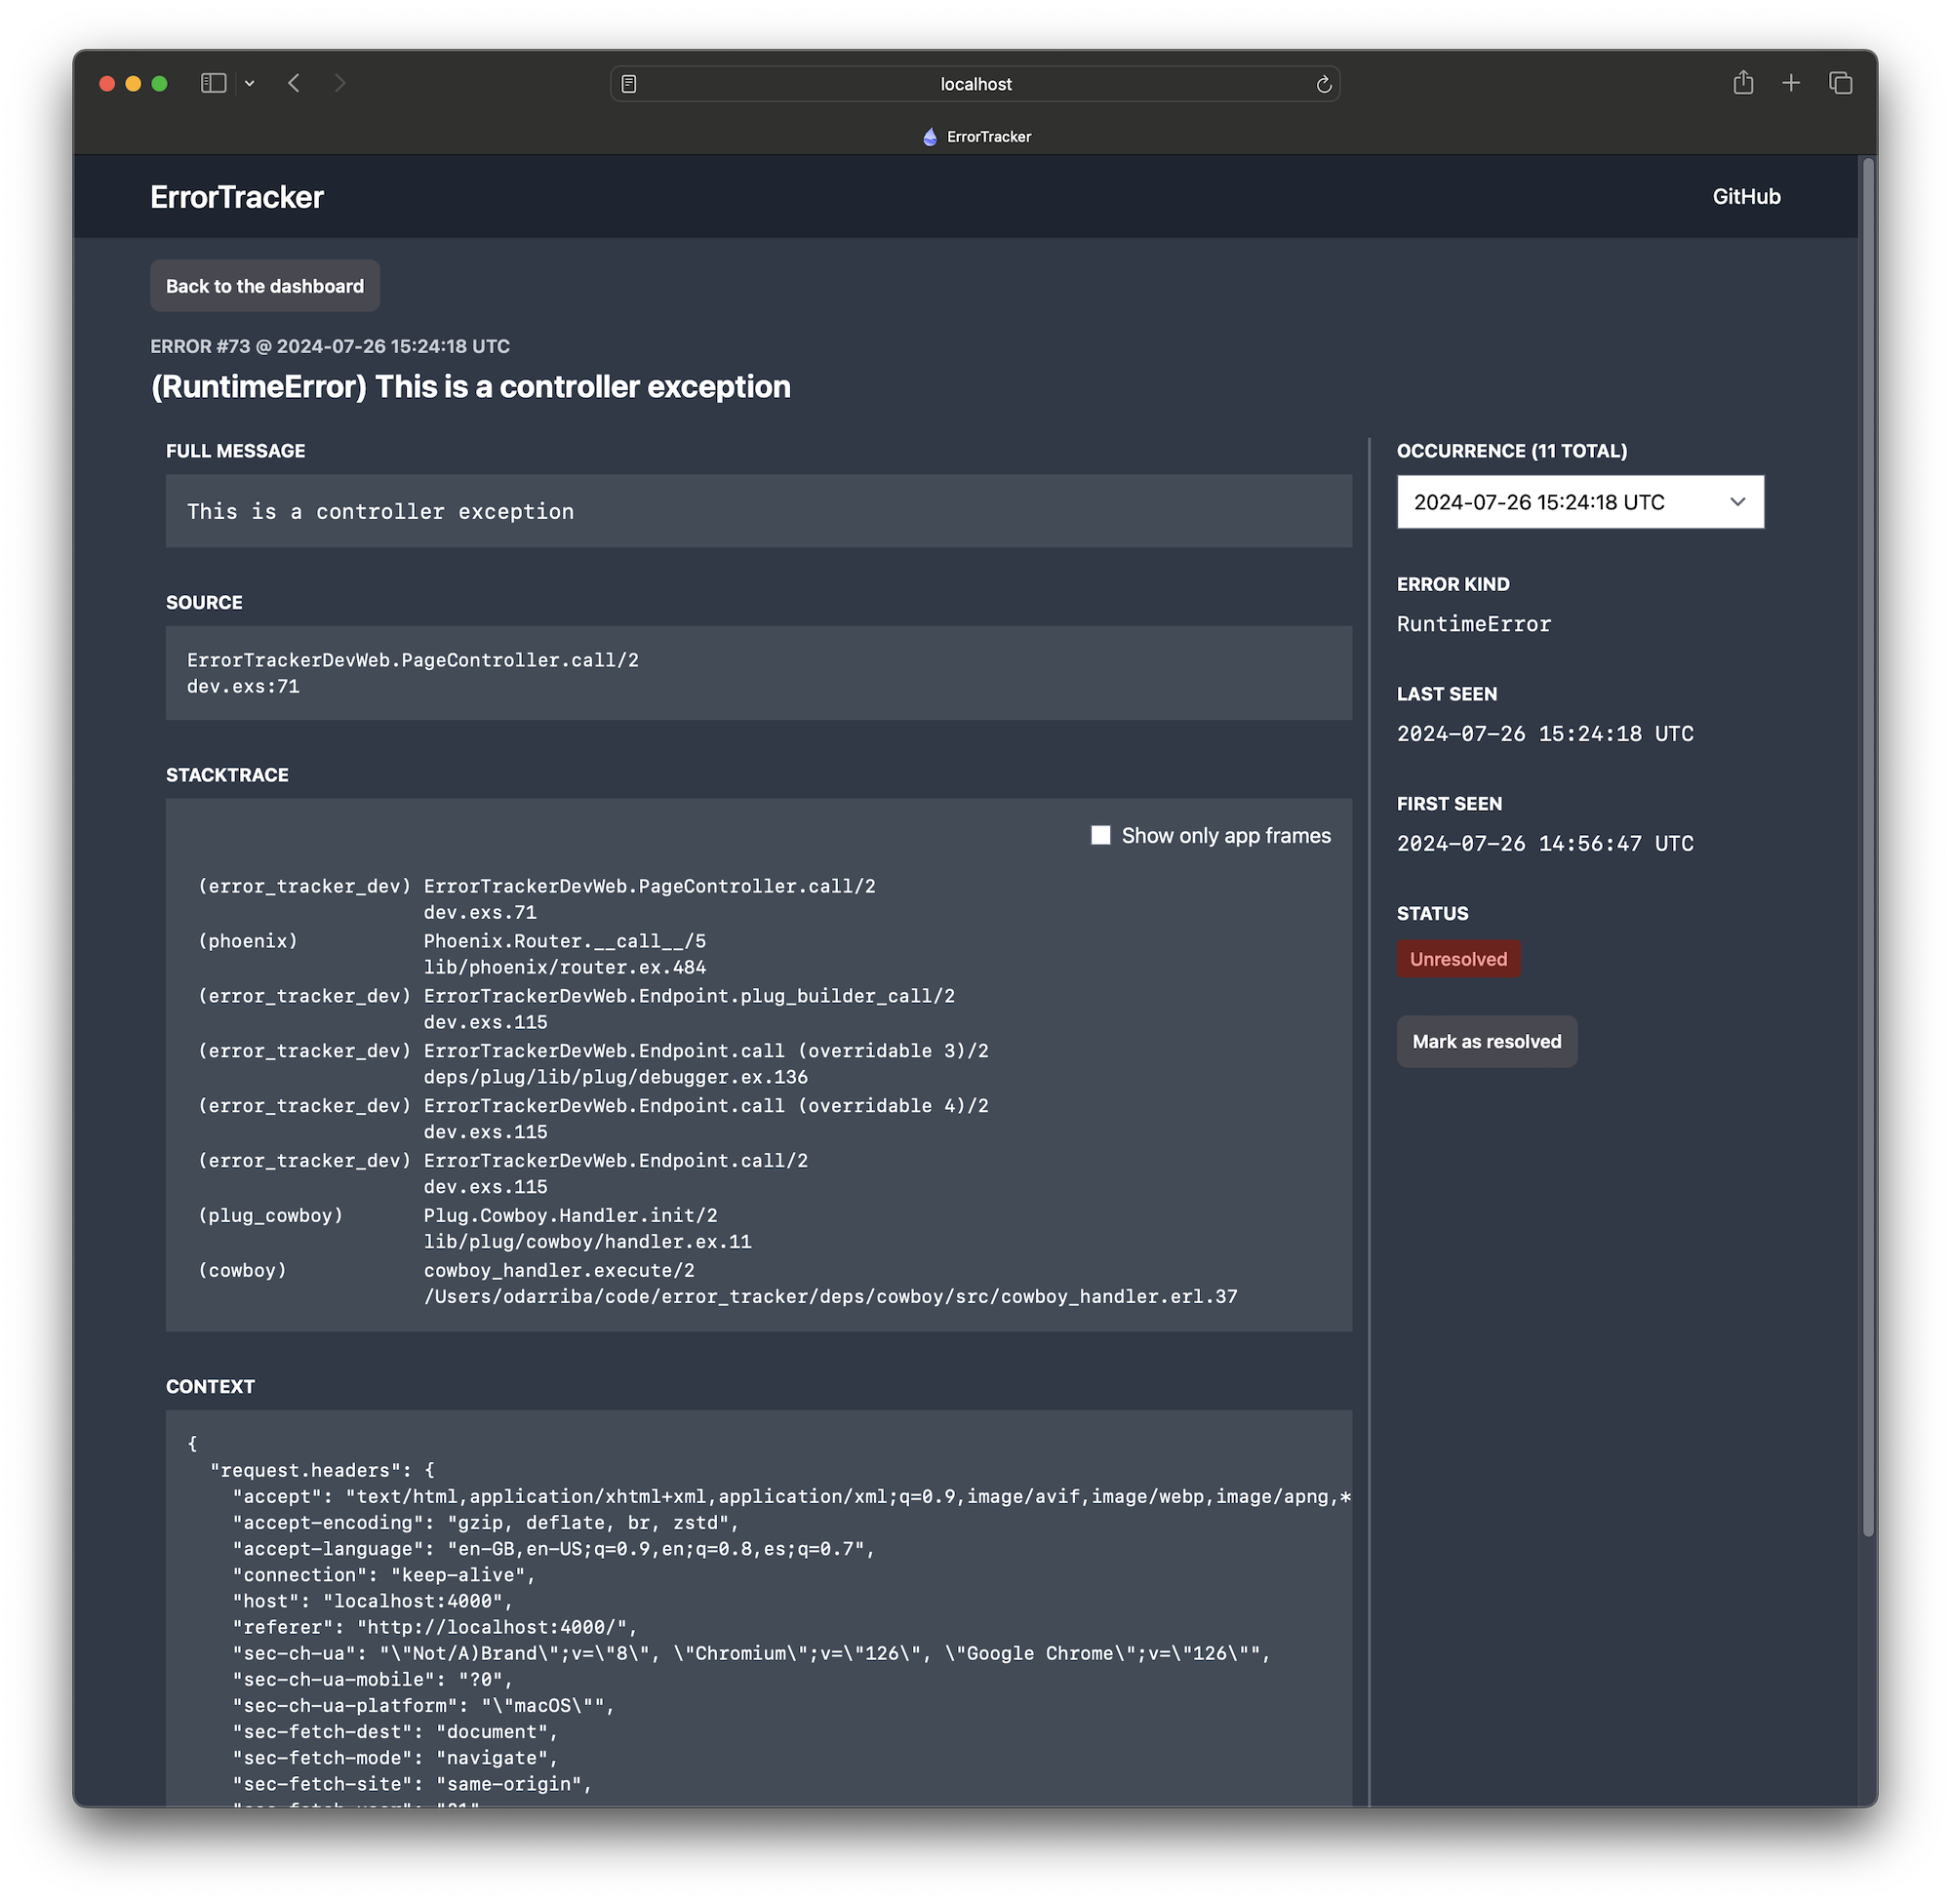 localhost
ErrorTracker
ErrorTracker
GitHub
Back to the dashboard
ERROR #73 @ 2024-07-26 15:24:18 UTC
(RuntimeError) This is a controller exception
FULL MESSAGE
This is a controller exception
SOURCE
ErrorTrackerDevWeb.PageController.call/2
dev.exs:71
STACKTRACE
Show only app frames
(error_tracker_dev) ErrorTrackerDevWeb.PageController.call/2
dev.exs.71
(phoenix) Phoenix.Router.__call__/5
lib/phoenix/router.ex.484
(error_tracker_dev) ErrorTrackerDevWeb.Endpoint.plug_builder_call/2
dev.exs.115
(error_tracker_dev) ErrorTrackerDevWeb.Endpoint.call (overridable 3)/2
deps/plug/lib/plug/debugger.ex.136
(error_tracker_dev) ErrorTrackerDevWeb.Endpoint.call (overridable 4)/2
dev.exs.115
(error_tracker_dev) ErrorTrackerDevWeb.Endpoint.call/2
dev.exs.115
(plug_cowboy) Plug.Cowboy.Handler.init/2
lib/plug/cowboy/handler.ex.11
(cowboy) cowboy_handler.execute/2
/Users/odarriba/code/error_tracker/deps/cowboy/src/cowboy_handler.erl.37
CONTEXT
{
"request.headers": {
"accept": "text/html,application/xhtml+xml,application/xml;q=0.9,image/avif,image/webp,image/apng,*
"accept-encoding": "gzip, deflate, br, zstd",
"accept-language": "en-GB,en-US;q=0.9,en;q=0.8,es;q=0.7",
"connection": "keep-alive",
"host": "localhost:4000",
"referer": "http://localhost:4000/",
"sec-ch-ua": "\"Not/A)Brand\";v=\"8\", \"Chromium\";v=\"126\", \"Google Chrome\";v=\"126\"",
"sec-ch-ua-mobile": "?0",
"sec-ch-ua-platform": "\"macOS\"",
"sec-fetch-dest": "document",
"sec-fetch-mode": "navigate",
"sec-fetch-site": "same-origin",
OCCURRENCE (11 TOTAL)
2024-07-26 15:24:18 UTC
ERROR KIND
RuntimeError
LAST SEEN
2024-07-26 15:24:18 UTC
FIRST SEEN
2024-07-26 14:56:47 UTC
STATUS
Unresolved
Mark as resolved